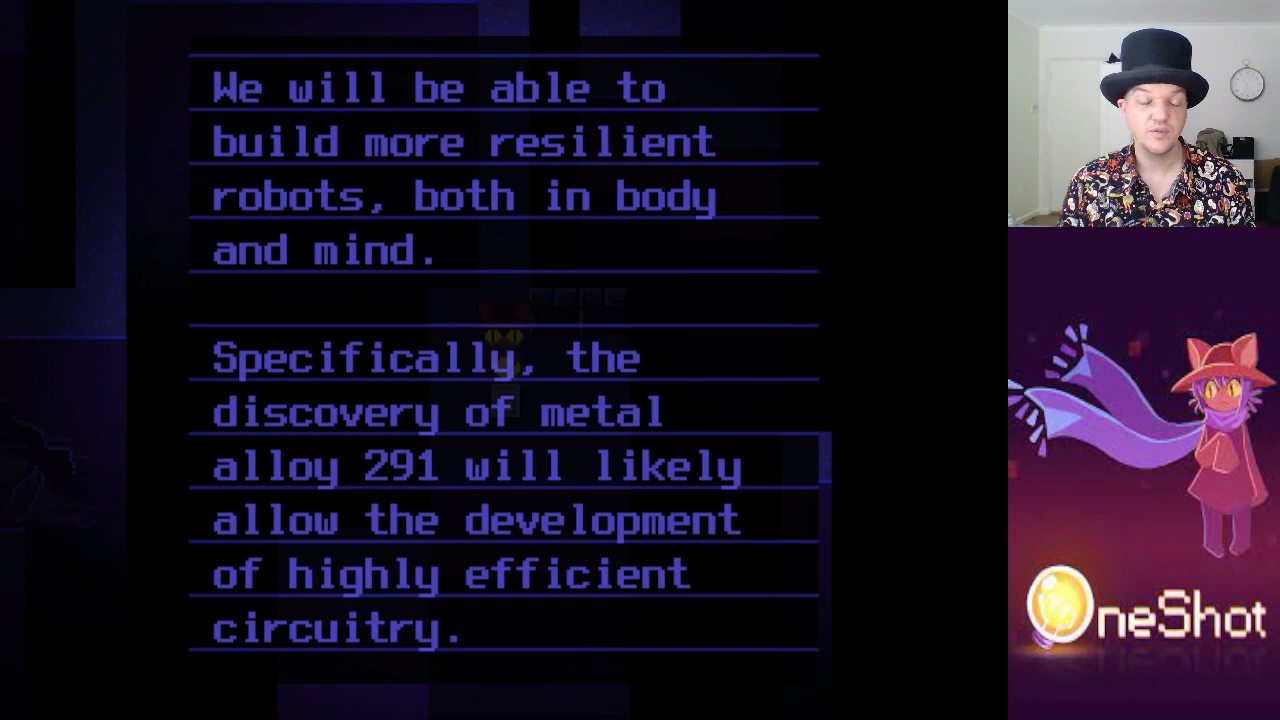 We will be able to
build more resilient
robots, both in body
and mind.
Specifically, the
discovery of metal
alloy 291 will likely
allow the development
of highly efficient
circuitry.
OneShot